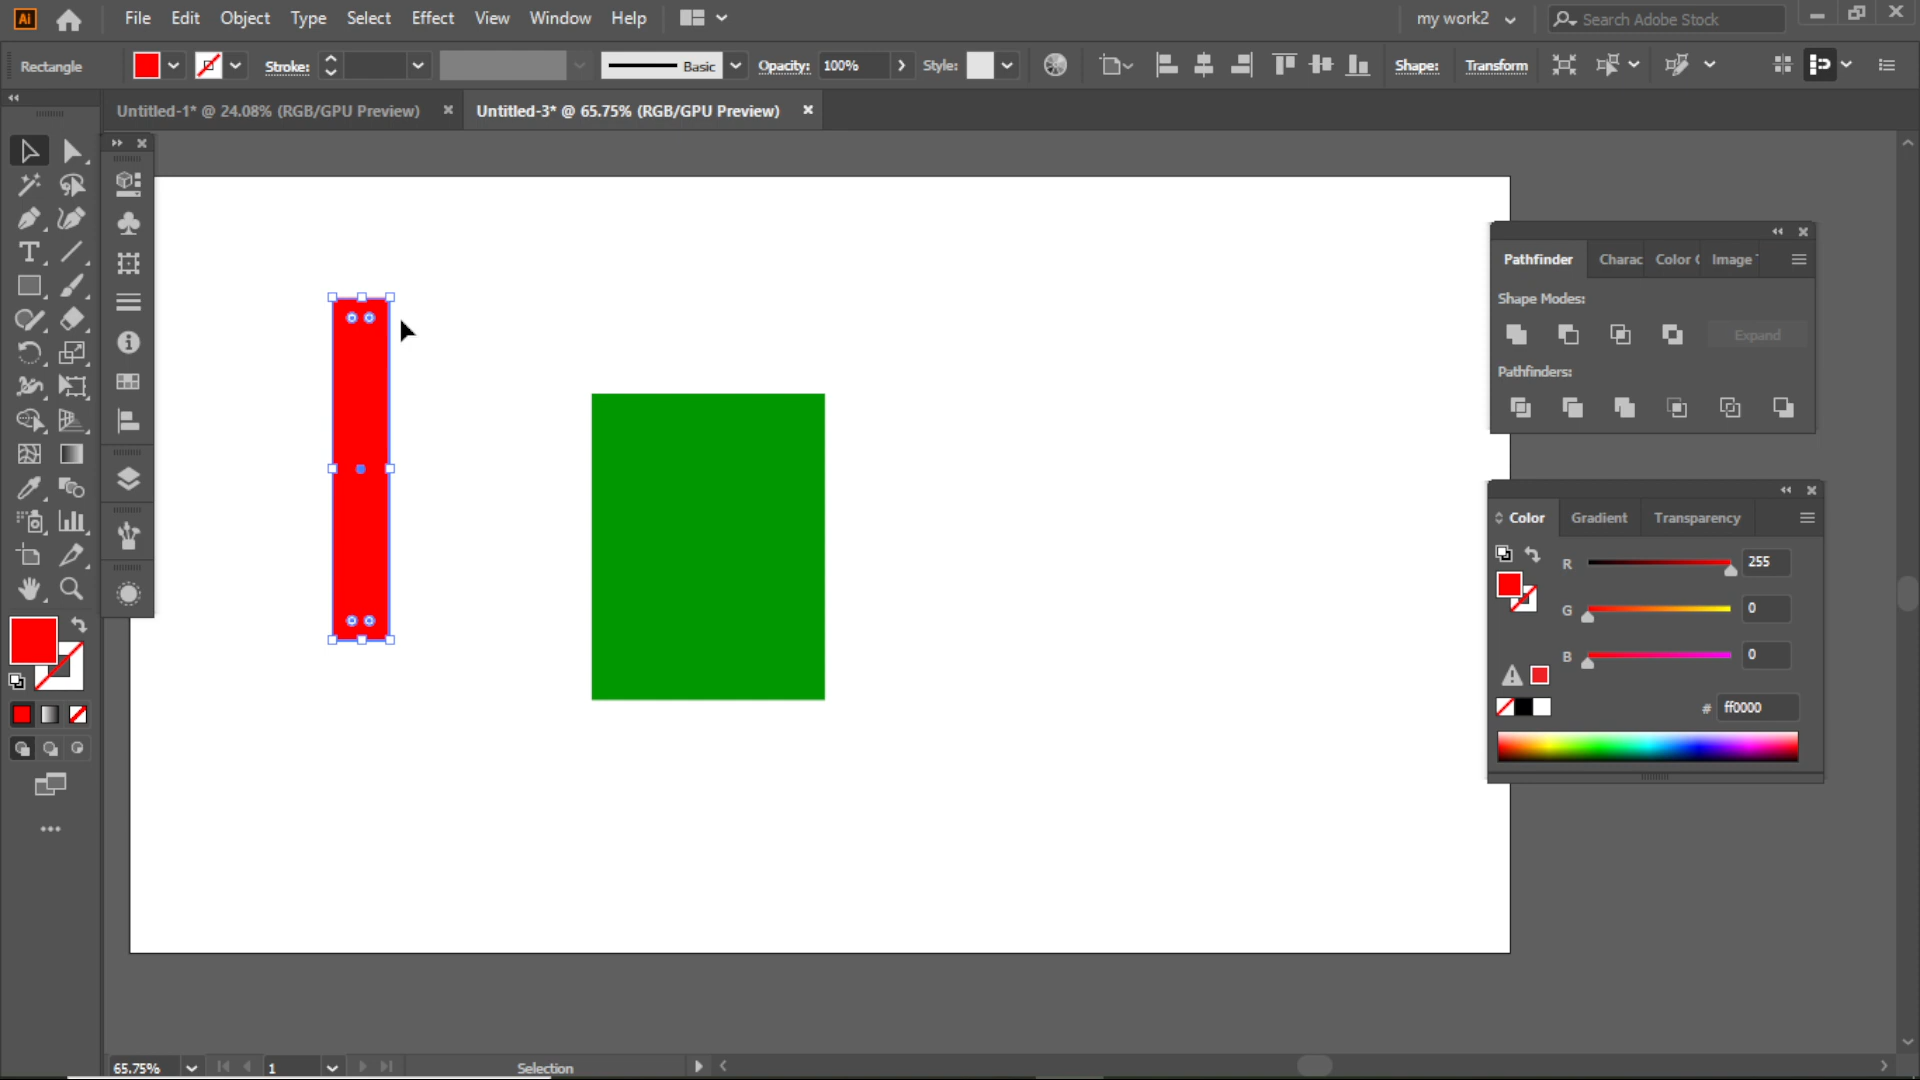 Ai File Edit Object Type Select Effect View Window Help my work2 Search Adobe Stock
Rectangle Stroke: Basic Opacity: 100% Style: Shape: Transform
Untitled-1* @ 24.08% (RGB/GPU Preview) Untitled-3* @ 65.75% (RGB/GPU Preview)
Pathfinder Charac Color Image
Shape Modes:
Expand
Pathfinders:
Color Gradient Transparency
R 255
G 0
B 0
# ff0000
65.75% 1 Selection